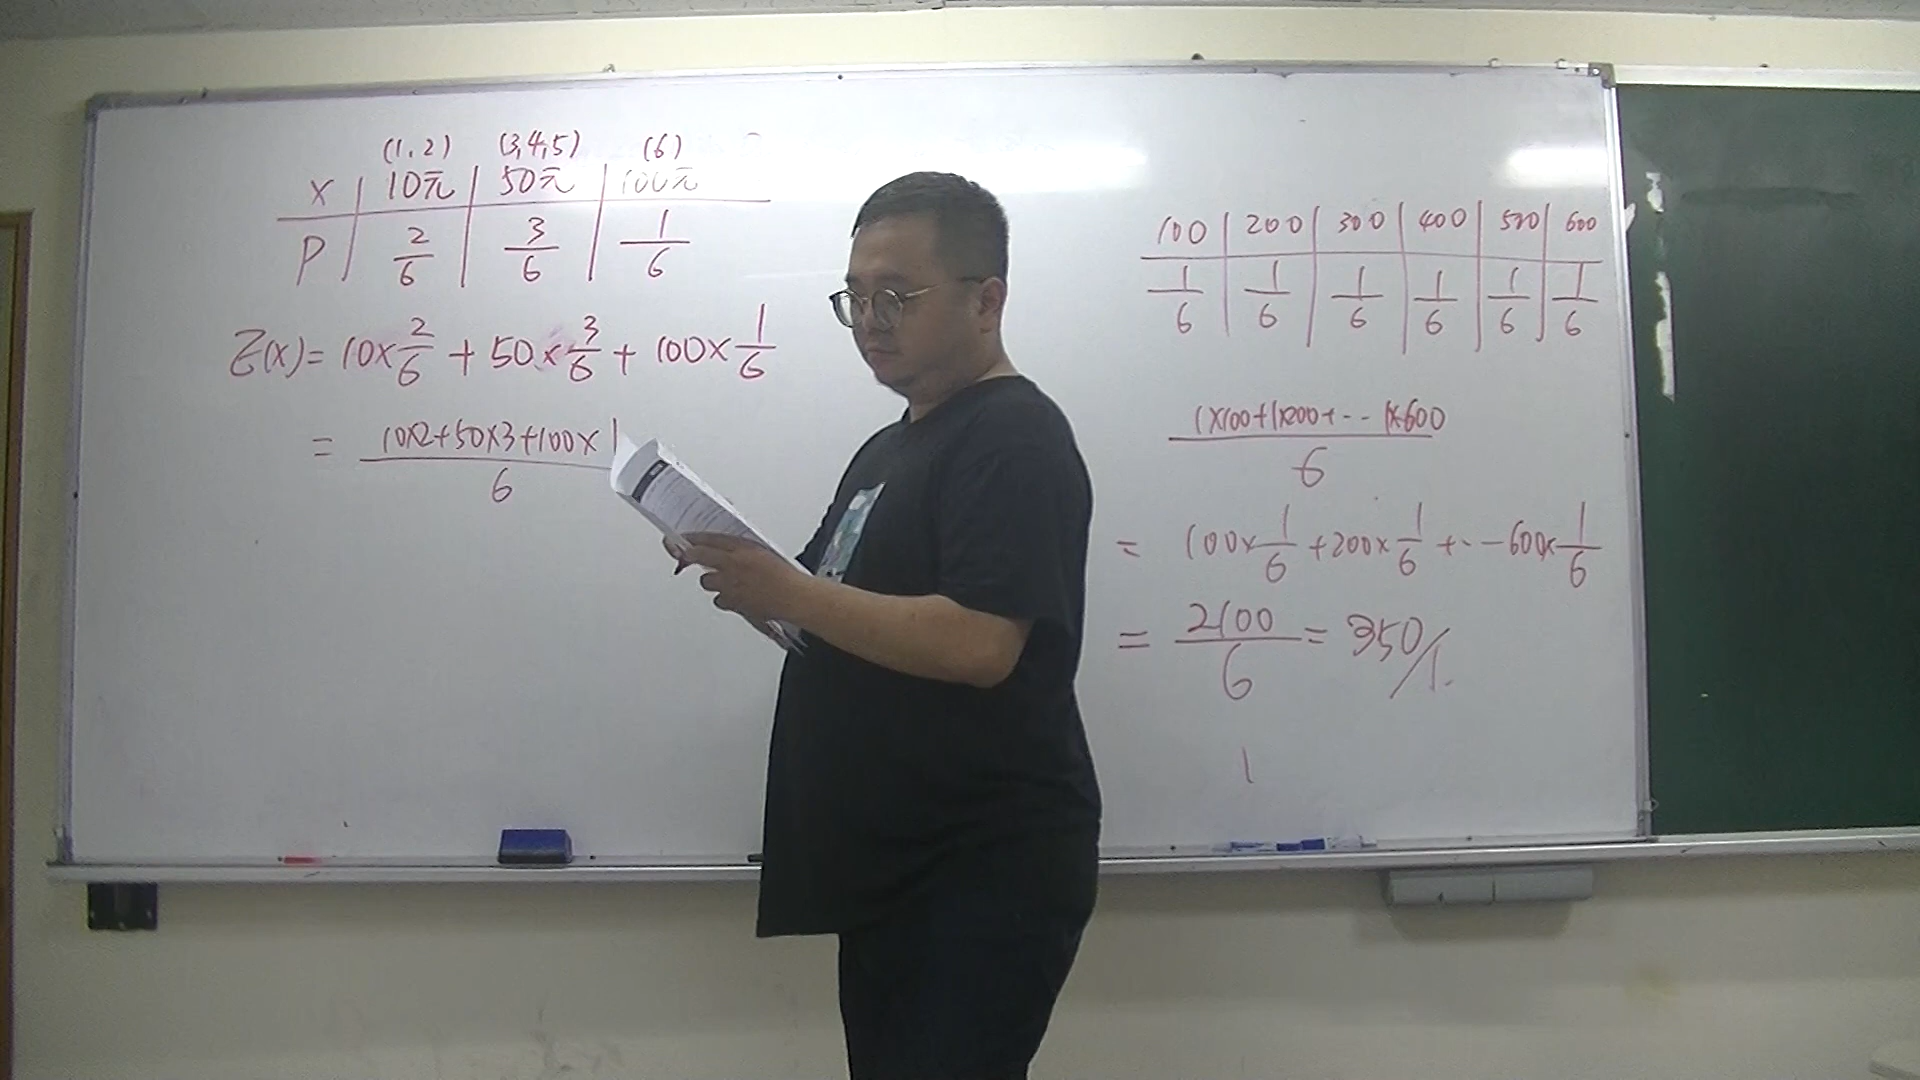 (1,2) (3,4,5) (6)
X 10元 50元 100元
P 2/6 3/6 1/6
E(X)= 10×2/6 + 50×3/6 + 100×1/6
= (10×2+50×3+100×1)/6
100 200 300 400 500 600
1/6 1/6 1/6 1/6 1/6 1/6
(1×100+1×200+--1×600)/6
= 100×1/6 +200×1/6 +--600×1/6
= 2100/6 = 350
1